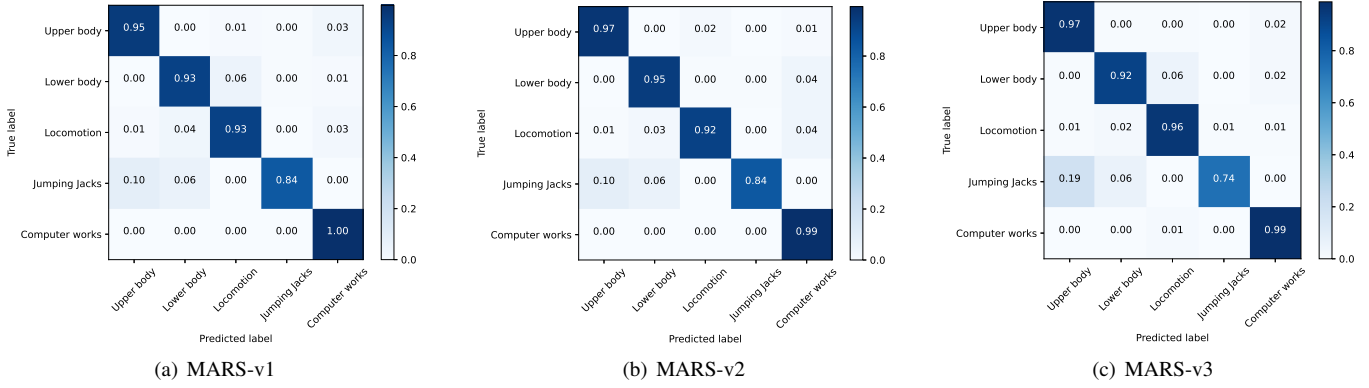 Upper body 0.95 0.00 0.01 0.00 0.03
Lower body 0.00 0.93 0.06 0.00 0.01
Locomotion 0.01 0.04 0.93 0.00 0.03
Jumping Jacks 0.10 0.06 0.00 0.84 0.00
Computer works 0.00 0.00 0.00 0.00 1.00
True label
Upper body Lower body Locomotion Jumping Jacks Computer works
Predicted label
0.8
0.6
0.4
0.2
0.0
(a) MARS-v1
Upper body 0.97 0.00 0.02 0.00 0.01
Lower body 0.00 0.95 0.00 0.00 0.04
Locomotion 0.01 0.03 0.92 0.00 0.04
Jumping Jacks 0.10 0.06 0.00 0.84 0.00
Computer works 0.00 0.00 0.00 0.00 0.99
True label
Upper body Lower body Locomotion Jumping Jacks Computer works
Predicted label
0.8
0.6
0.4
0.2
0.0
(b) MARS-v2
Upper body 0.97 0.00 0.00 0.00 0.02
Lower body 0.00 0.92 0.06 0.00 0.02
Locomotion 0.01 0.02 0.96 0.01 0.01
Jumping Jacks 0.19 0.06 0.00 0.74 0.00
Computer works 0.00 0.00 0.01 0.00 0.99
True label
Upper body Lower body Locomotion Jumping Jacks Computer works
Predicted label
0.8
0.6
0.4
0.2
0.0
(c) MARS-v3